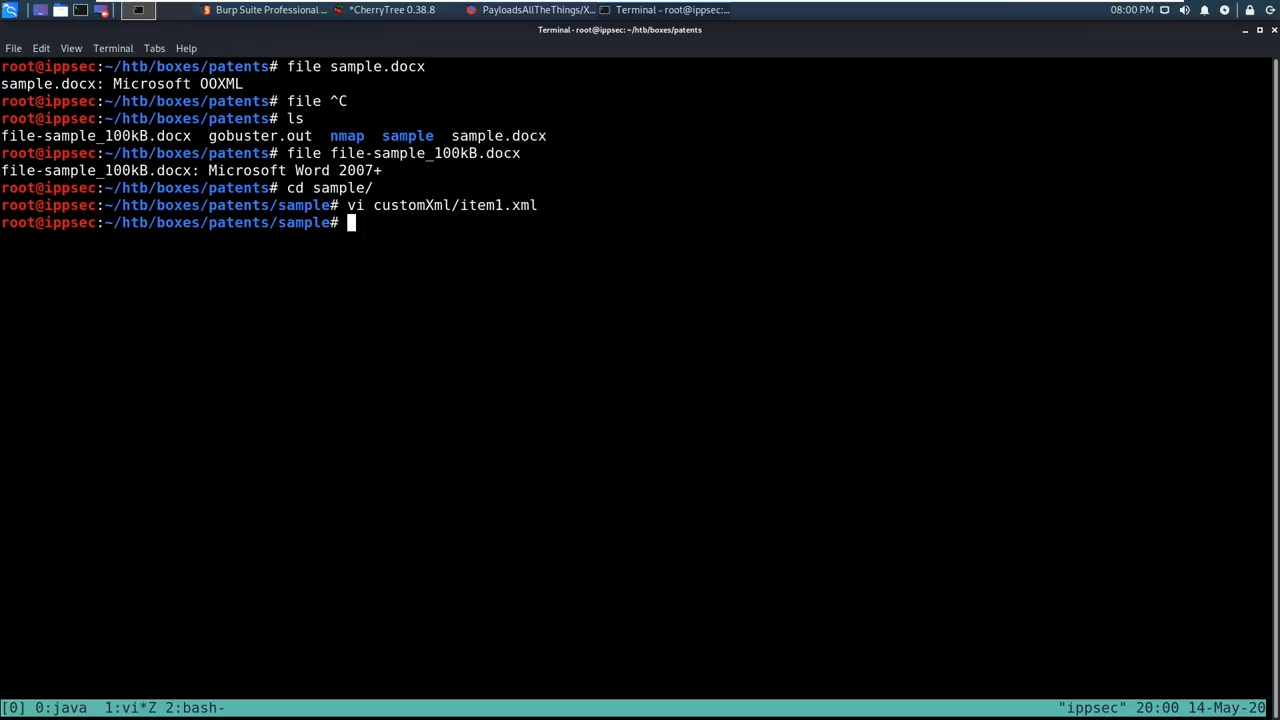 Burp Suite Professional ... *CherryTree 0.38.8 PayloadsAllTheThings/X... Terminal - root@ippsec:... 08:00 PM
Terminal - root@ippsec: ~/htb/boxes/patents
File Edit View Terminal Tabs Help
root@ippsec:~/htb/boxes/patents# file sample.docx
sample.docx: Microsoft OOXML
root@ippsec:~/htb/boxes/patents# file ^C
root@ippsec:~/htb/boxes/patents# ls
file-sample_100kB.docx  gobuster.out  nmap  sample  sample.docx
root@ippsec:~/htb/boxes/patents# file file-sample_100kB.docx
file-sample_100kB.docx: Microsoft Word 2007+
root@ippsec:~/htb/boxes/patents# cd sample/
root@ippsec:~/htb/boxes/patents/sample# vi customXml/item1.xml
root@ippsec:~/htb/boxes/patents/sample#
[0] 0:java  1:vi*Z 2:bash- "ippsec" 20:00 14-May-20